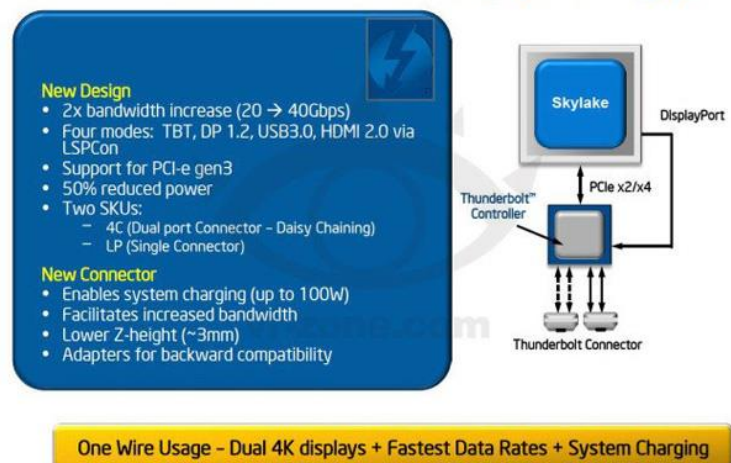 New Design
• 2x bandwidth increase (20 → 40Gbps)
• Four modes: TBT, DP 1.2, USB3.0, HDMI 2.0 via
LSPCon
• Support for PCI-e gen3
• 50% reduced power
• Two SKUs:
– 4C (Dual port Connector – Daisy Chaining)
– LP (Single Connector)
New Connector
• Enables system charging (up to 100W)
• Facilitates increased bandwidth
• Lower Z-height (~3mm)
• Adapters for backward compatibility
Skylake
DisplayPort
PCIe x2/x4
Thunderbolt™
Controller
Thunderbolt Connector
One Wire Usage – Dual 4K displays + Fastest Data Rates + System Charging